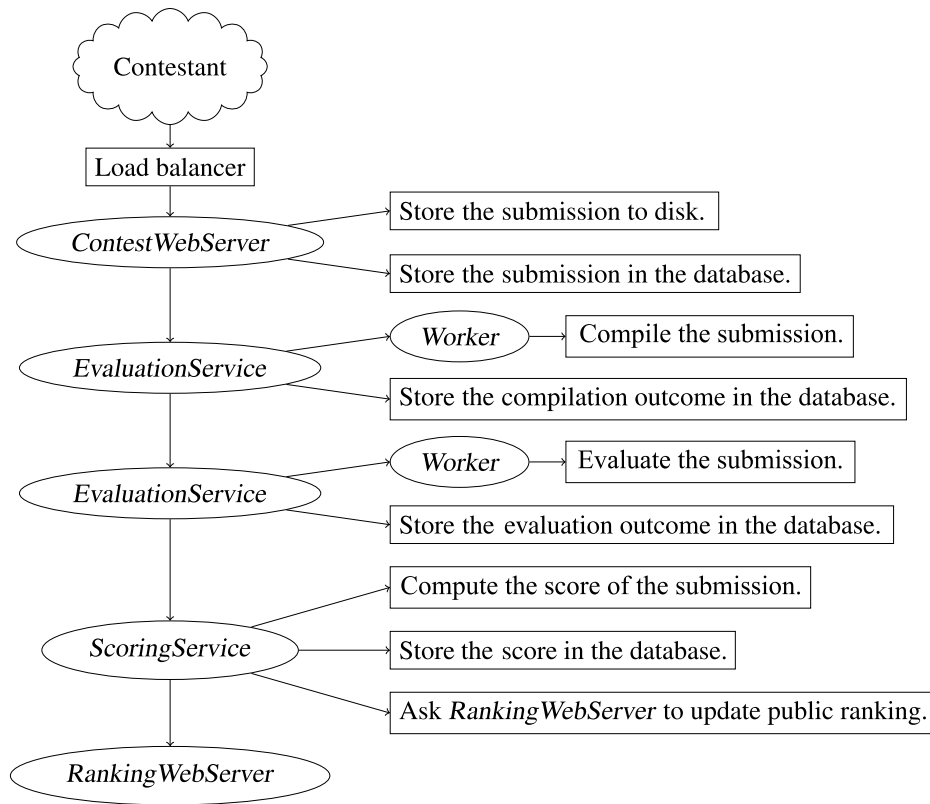 Contestant
Load balancer
Store the submission to disk.
ContestWebServer
Store the submission in the database.
Worker
Compile the submission.
EvaluationService
Store the compilation outcome in the database.
Worker
Evaluate the submission.
EvaluationService
Store the evaluation outcome in the database.
Compute the score of the submission.
ScoringService
Store the score in the database.
Ask RankingWebServer to update public ranking.
RankingWebServer